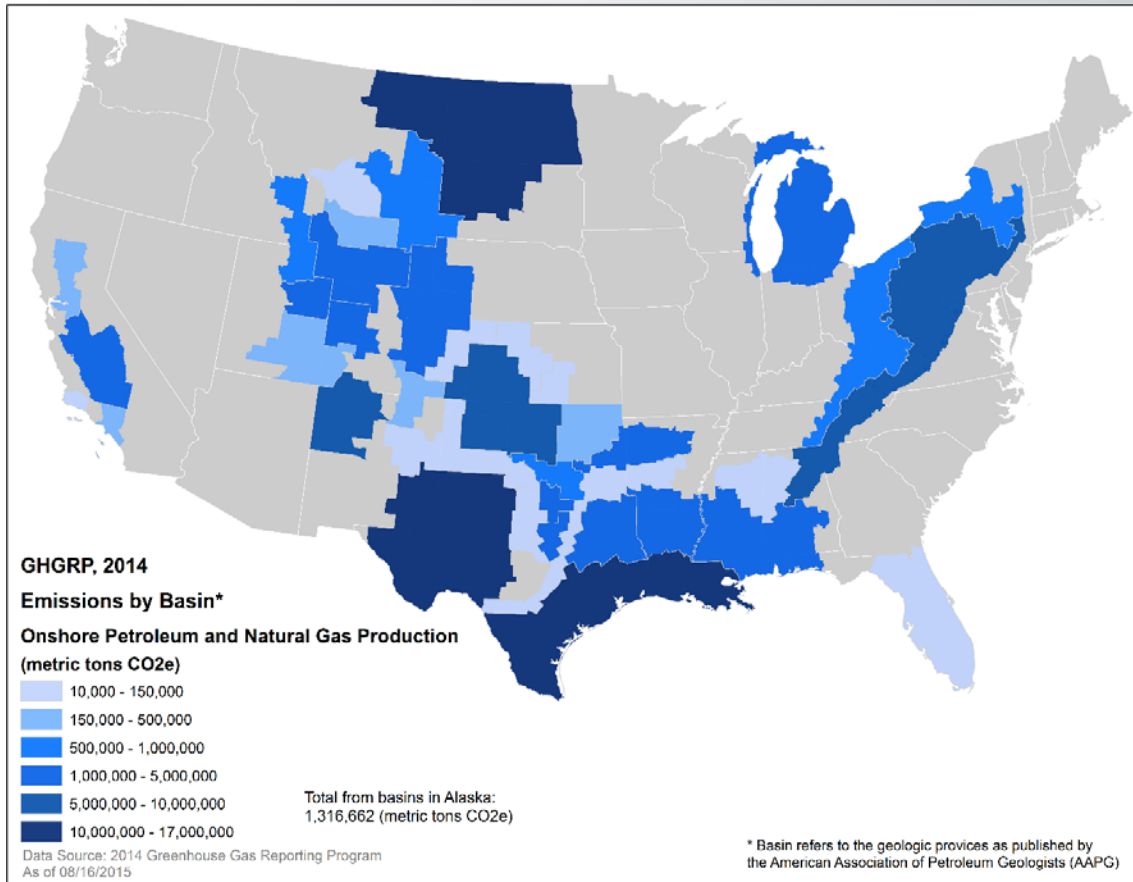 GHGRP, 2014
Emissions by Basin*
Onshore Petroleum and Natural Gas Production
(metric tons CO2e)
10,000 - 150,000
150,000 - 500,000
500,000 - 1,000,000
1,000,000 - 5,000,000
5,000,000 - 10,000,000
10,000,000 - 17,000,000
Data Source: 2014 Greenhouse Gas Reporting Program
As of 08/16/2015
Total from basins in Alaska:
1,316,662 (metric tons CO2e)
* Basin refers to the geologic provices as published by
the American Association of Petroleum Geologists (AAPG)